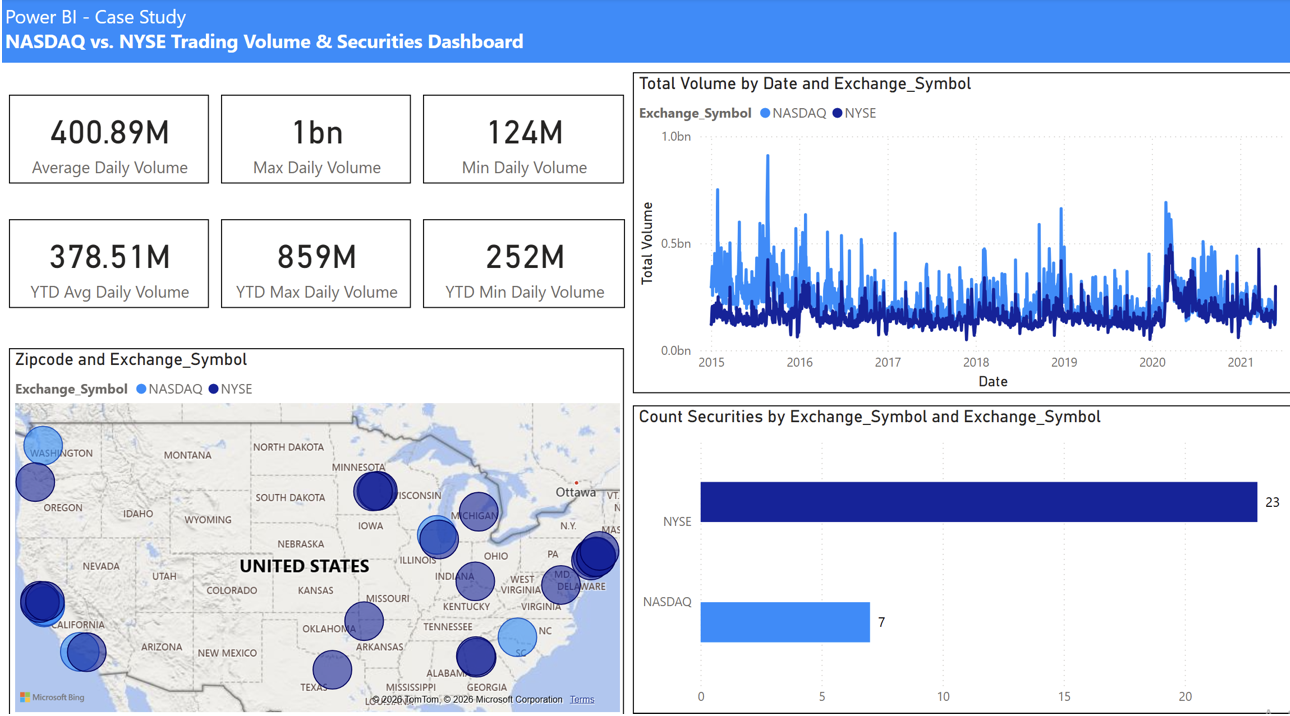 Power BI - Case Study
NASDAQ vs. NYSE Trading Volume & Securities Dashboard
400.89M
Average Daily Volume
1bn
Max Daily Volume
124M
Min Daily Volume
378.51M
YTD Avg Daily Volume
859M
YTD Max Daily Volume
252M
YTD Min Daily Volume
Total Volume by Date and Exchange_Symbol
Exchange_Symbol NASDAQ NYSE
1.0bn
0.5bn
0.0bn
Total Volume
2015 2016 2017 2018 2019 2020 2021
Date
Zipcode and Exchange_Symbol
Exchange_Symbol NASDAQ NYSE
WASHINGTON
MONTANA
NORTH DAKOTA
MINNESOTA
Ottawa
OREGON
IDAHO
SOUTH DAKOTA
WISCONSIN
MICHIGAN
VT.
WYOMING
IOWA
N.Y.
MAS
NEBRASKA
NEVADA
UTAH
UNITED STATES
ILLINOIS
OHIO
PA
COLORADO
KANSAS
MISSOURI
INDIANA
WEST
VIRGINIA
MD
DELAWARE
KENTUCKY
VIRGINIA
CALIFORNIA
OKLAHOMA
TENNESSEE
NC
ARIZONA
NEW MEXICO
ARKANSAS
SC
TEXAS
MISSISSIPPI
ALABAMA
GEORGIA
Microsoft Bing
© 2026 TomTom, © 2026 Microsoft Corporation Terms
Count Securities by Exchange_Symbol and Exchange_Symbol
NYSE
23
NASDAQ
7
0 5 10 15 20